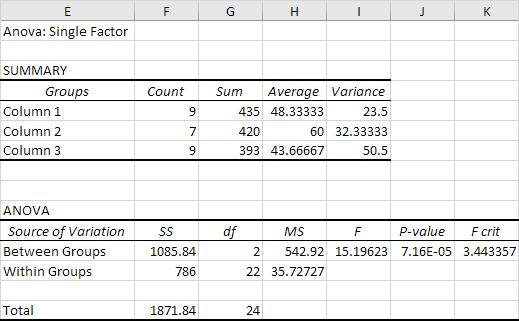 E F G H I J K
Anova: Single Factor
SUMMARY
Groups Count Sum Average Variance
Column 1 9 435 48.33333 23.5
Column 2 7 420 60 32.33333
Column 3 9 393 43.66667 50.5
ANOVA
Source of Variation SS df MS F P-value F crit
Between Groups 1085.84 2 542.92 15.19623 7.16E-05 3.443357
Within Groups 786 22 35.72727
Total 1871.84 24